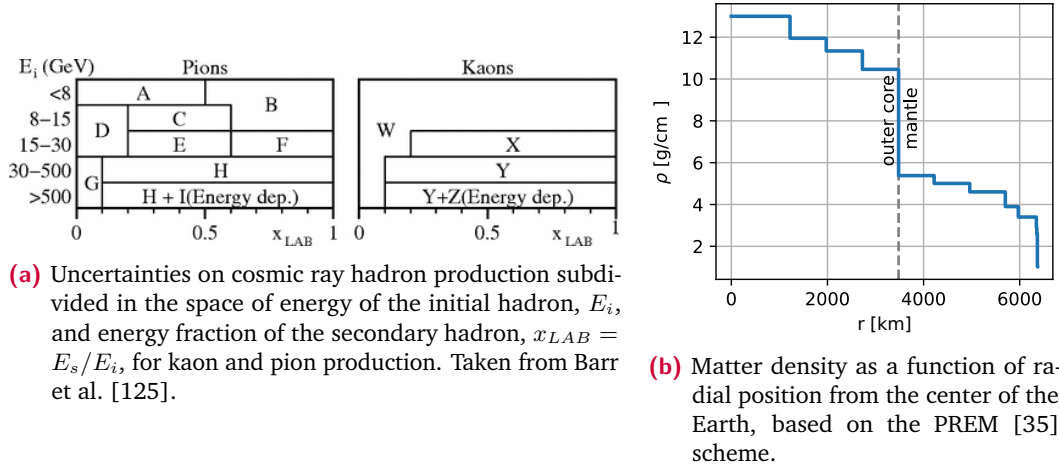 E_i (GeV) Pions Kaons
<8 A B
8–15 D C W
15–30 E F X
30–500 G H Y
>500 H + I(Energy dep.) Y+Z(Energy dep.)
0 0.5 x_LAB 1 0 0.5 x_LAB 1
(a) Uncertainties on cosmic ray hadron production subdi-
vided in the space of energy of the initial hadron, E_i,
and energy fraction of the secondary hadron, x_LAB =
E_s/E_i, for kaon and pion production. Taken from Barr
et al. [125].
ρ [g/cm³]
12
10
8
6
4
2
outer core
mantle
0 2000 4000 6000
r [km]
(b) Matter density as a function of ra-
dial position from the center of the
Earth, based on the PREM [35]
scheme.